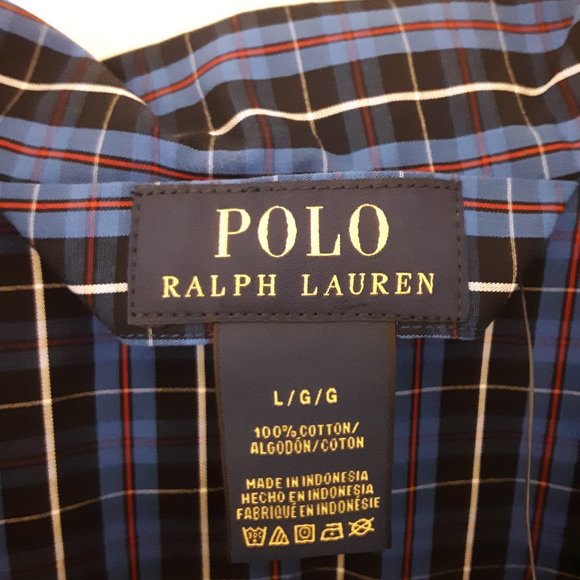 POLO
RALPH LAUREN
L/G/G
100% COTTON/
ALGODÓN/COTON
MADE IN INDONESIA
HECHO EN INDONESIA
FABRIQUÉ EN INDONÉSIE